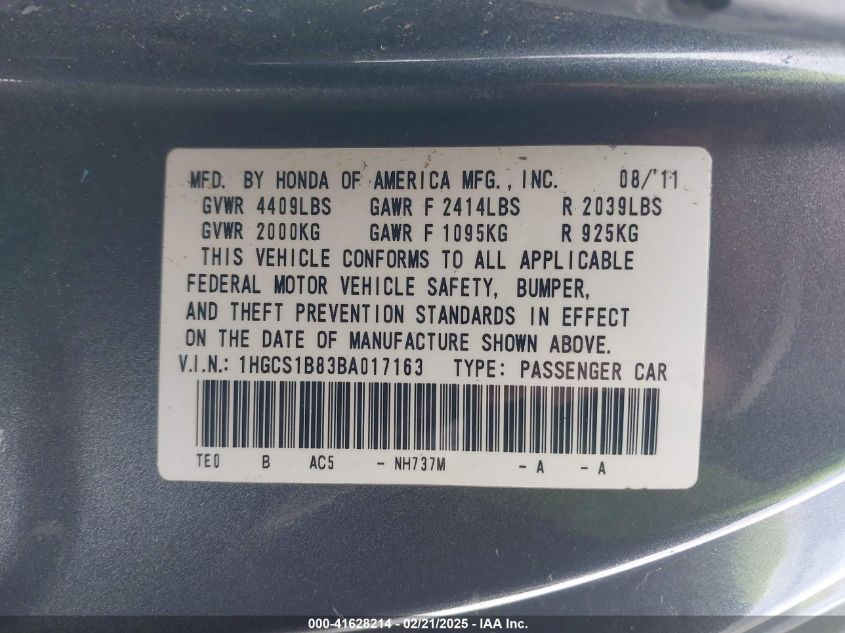 MFD. BY HONDA OF AMERICA MFG., INC. 08/'11
GVWR 4409LBS GAWR F 2414LBS R 2039LBS
GVWR 2000KG GAWR F 1095KG R 925KG
THIS VEHICLE CONFORMS TO ALL APPLICABLE
FEDERAL MOTOR VEHICLE SAFETY, BUMPER,
AND THEFT PREVENTION STANDARDS IN EFFECT
ON THE DATE OF MANUFACTURE SHOWN ABOVE.
V.I.N.: 1HGCS1B83BA017163 TYPE: PASSENGER CAR
TE0 B AC5 - NH737M - A - A
000-41628214 - 02/21/2025 - IAA Inc.